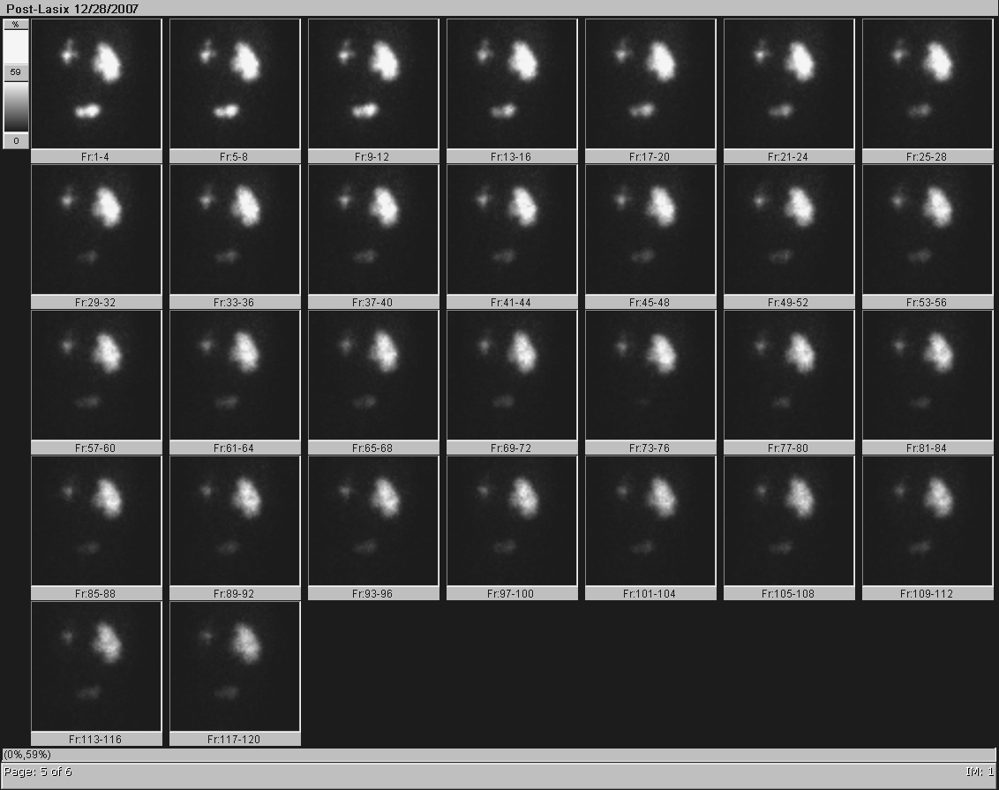 Post-Lasix 12/28/2007
%
59
0
Fr:1-4 Fr:5-8 Fr:9-12 Fr:13-16 Fr:17-20 Fr:21-24 Fr:25-28
Fr:29-32 Fr:33-36 Fr:37-40 Fr:41-44 Fr:45-48 Fr:49-52 Fr:53-56
Fr:57-60 Fr:61-64 Fr:65-68 Fr:69-72 Fr:73-76 Fr:77-80 Fr:81-84
Fr:85-88 Fr:89-92 Fr:93-96 Fr:97-100 Fr:101-104 Fr:105-108 Fr:109-112
Fr:113-116 Fr:117-120
(0%,59%)
Page: 5 of 6 IM: 1